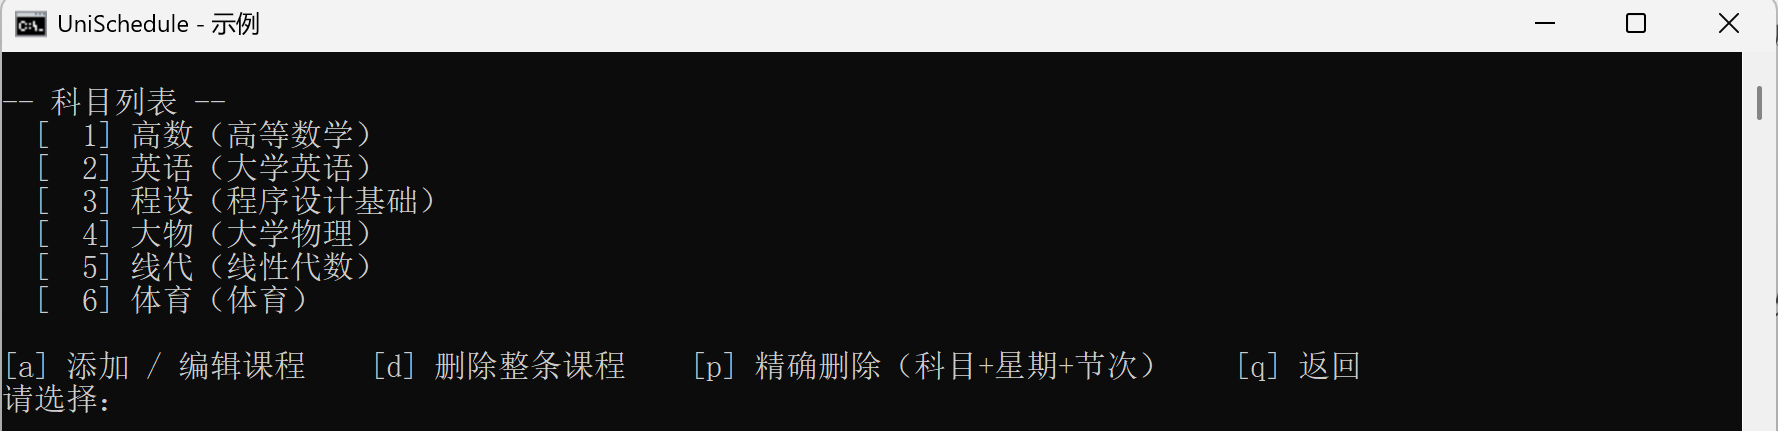 UniSchedule - 示例
-- 科目列表 --
[  1] 高数（高等数学）
[  2] 英语（大学英语）
[  3] 程设（程序设计基础）
[  4] 大物（大学物理）
[  5] 线代（线性代数）
[  6] 体育（体育）
[a] 添加 / 编辑课程    [d] 删除整条课程    [p] 精确删除（科目+星期+节次）    [q] 返回
请选择：